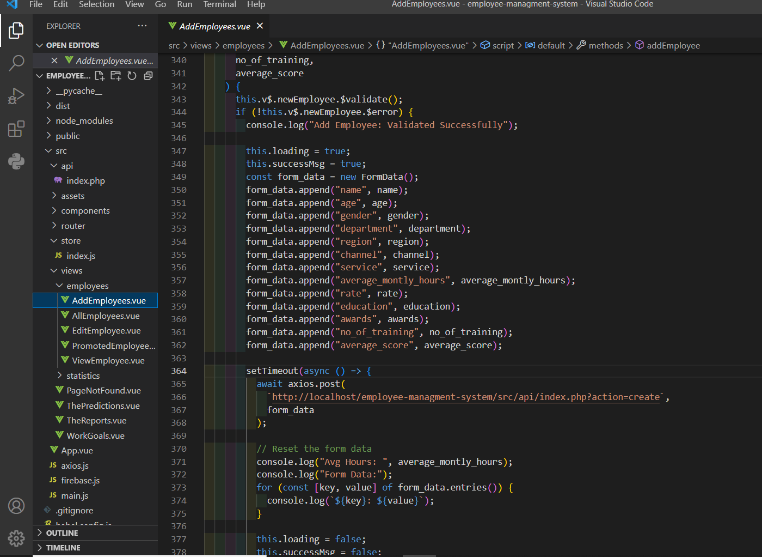 File Edit Selection View Go Run Terminal Help AddEmployees.vue - employee-managment-system - Visual Studio Code
EXPLORER ...
AddEmployees.vue ×
OPEN EDITORS
× AddEmployees.vue...
EMPLOYEE...
__pycache__
dist
node_modules
public
src
api
index.php
assets
components
router
store
JS index.js
views
employees
AddEmployees.vue
AllEmployees.vue
EditEmployee.vue
PromotedEmployee...
ViewEmployee.vue
statistics
PageNotFound.vue
ThePredictions.vue
TheReports.vue
WorkGoals.vue
App.vue
JS axios.js
JS firebase.js
JS main.js
.gitignore
babel.config.js
OUTLINE
TIMELINE
src > views > employees > AddEmployees.vue > {} "AddEmployees.vue" > script > default > methods > addEmployee
340 no_of_training,
341 average_score
342 ) {
343 this.v$.newEmployee.$validate();
344 if (!this.v$.newEmployee.$error) {
345 console.log("Add Employee: Validated Successfully");
346
347 this.loading = true;
348 this.successMsg = true;
349 const form_data = new FormData();
350 form_data.append("name", name);
351 form_data.append("age", age);
352 form_data.append("gender", gender);
353 form_data.append("department", department);
354 form_data.append("region", region);
355 form_data.append("channel", channel);
356 form_data.append("service", service);
357 form_data.append("average_montly_hours", average_montly_hours);
358 form_data.append("rate", rate);
359 form_data.append("education", education);
360 form_data.append("awards", awards);
361 form_data.append("no_of_training", no_of_training);
362 form_data.append("average_score", average_score);
363
364 setTimeout(async () => {
365 await axios.post(
366 `http://localhost/employee-managment-system/src/api/index.php?action=create`,
367 form_data
368 );
369
370 // Reset the form data
371 console.log("Avg Hours: ", average_montly_hours);
372 console.log("Form Data:");
373 for (const [key, value] of form_data.entries()) {
374 console.log(`${key}: ${value}`);
375 }
376
377 this.loading = false;
378 this.successMsg = false;